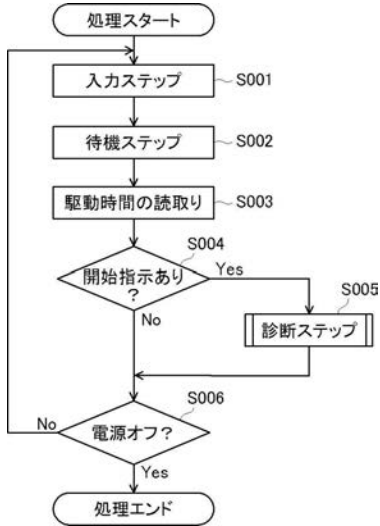 処理スタート
入力ステップ
S001
待機ステップ
S002
駆動時間の読取り
S003
S004
開始指示あり
?
Yes
No
S005
診断ステップ
S006
電源オフ?
No
Yes
処理エンド